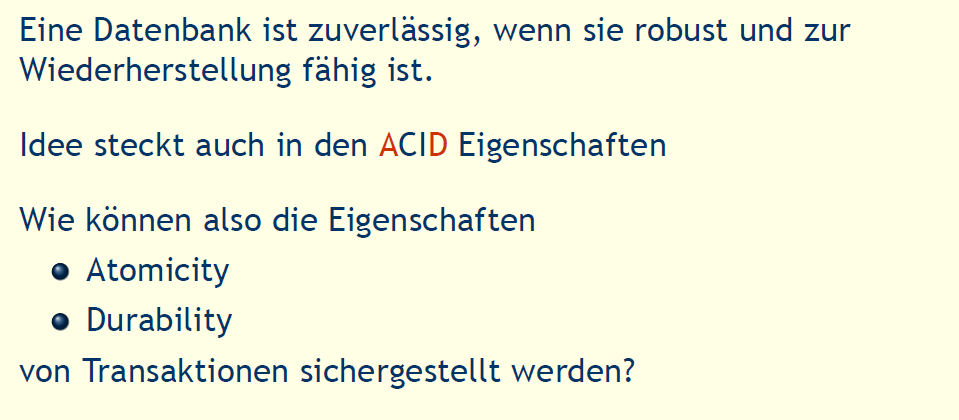 Eine Datenbank ist zuverlässig, wenn sie robust und zur
Wiederherstellung fähig ist.
Idee steckt auch in den ACID Eigenschaften
Wie können also die Eigenschaften
Atomicity
Durability
von Transaktionen sichergestellt werden?